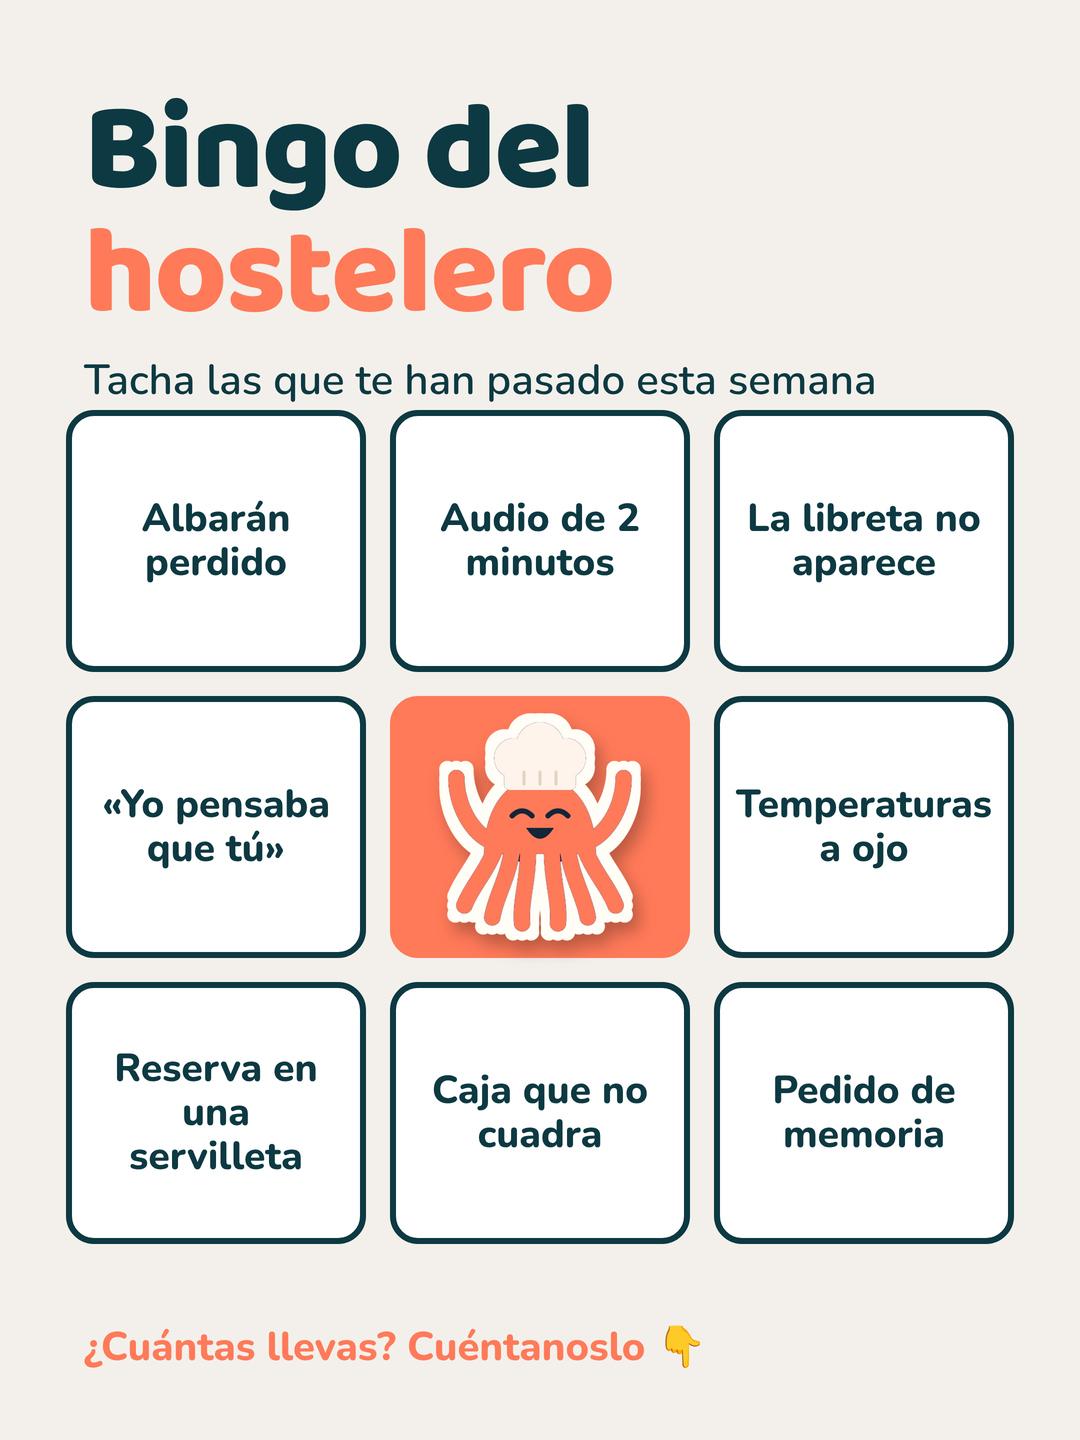 Bingo del
hostelero
Tacha las que te han pasado esta semana
Albarán
perdido
Audio de 2
minutos
La libreta no
aparece
«Yo pensaba
que tú»
Temperaturas
a ojo
Reserva en
una
servilleta
Caja que no
cuadra
Pedido de
memoria
¿Cuántas llevas? Cuéntanoslo 👇